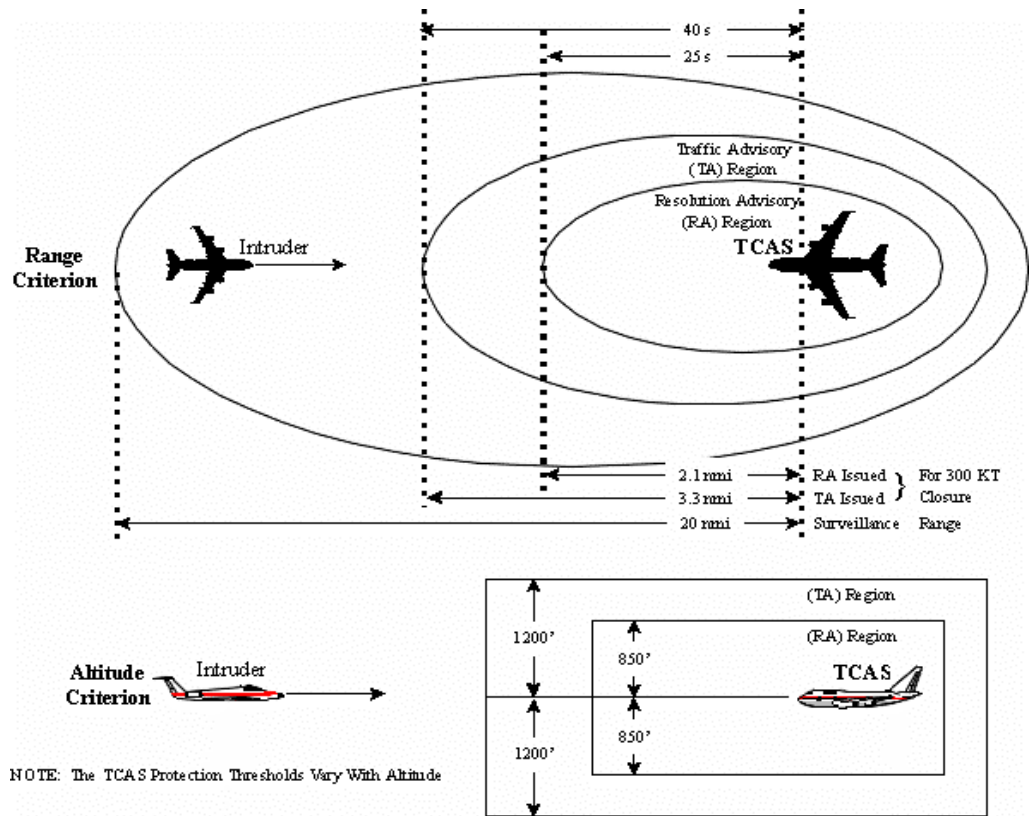 40 s
25 s
Traffic Advisory
(TA) Region
Resolution Advisory
(RA) Region
TCAS
Intruder
Range
Criterion
2.1 nmi RA Issued } For 300 KT
3.3 nmi TA Issued Closure
20 nmi Surveillance Range
(TA) Region
1200'
(RA) Region
850'
TCAS
Altitude
Criterion
Intruder
850'
1200'
NOTE: The TCAS Protection Thresholds Vary With Altitude